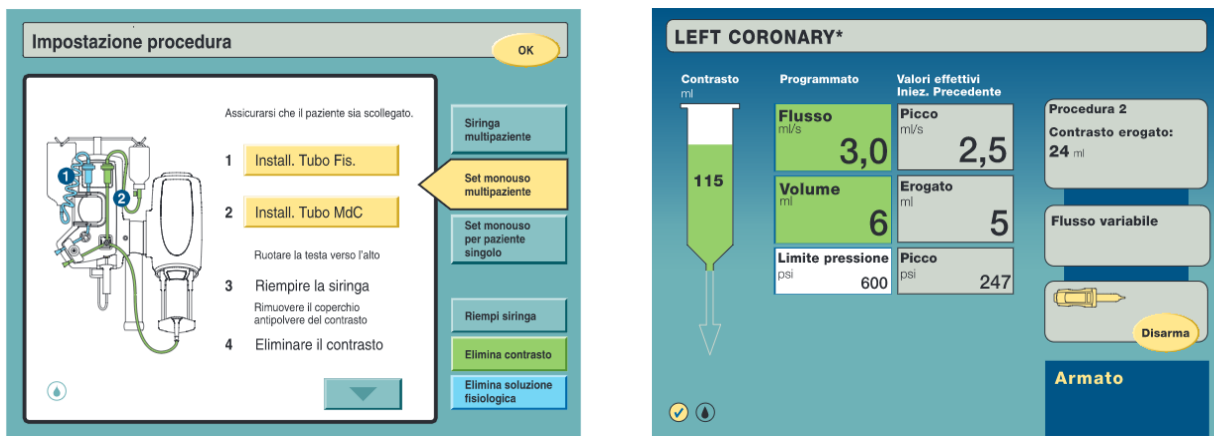 Impostazione procedura
OK
Assicurarsi che il paziente sia scollegato.
1 Install. Tubo Fis.
2 Install. Tubo MdC
Ruotare la testa verso l'alto
3 Riempire la siringa
Rimuovere il coperchio
antipolvere del contrasto
4 Eliminare il contrasto
1
2
Siringa
multipaziente
Set monouso
multipaziente
Set monouso
per paziente
singolo
Riempi siringa
Elimina contrasto
Elimina soluzione
fisiologica
LEFT CORONARY*
Contrasto
ml
115
Programmato
Flusso
ml/s
3,0
Volume
ml
6
Limite pressione
psi
600
Valori effettivi
Iniez. Precedente
Picco
ml/s
2,5
Erogato
ml
5
Picco
psi
247
Procedura 2
Contrasto erogato:
24 ml
Flusso variabile
Disarma
Armato